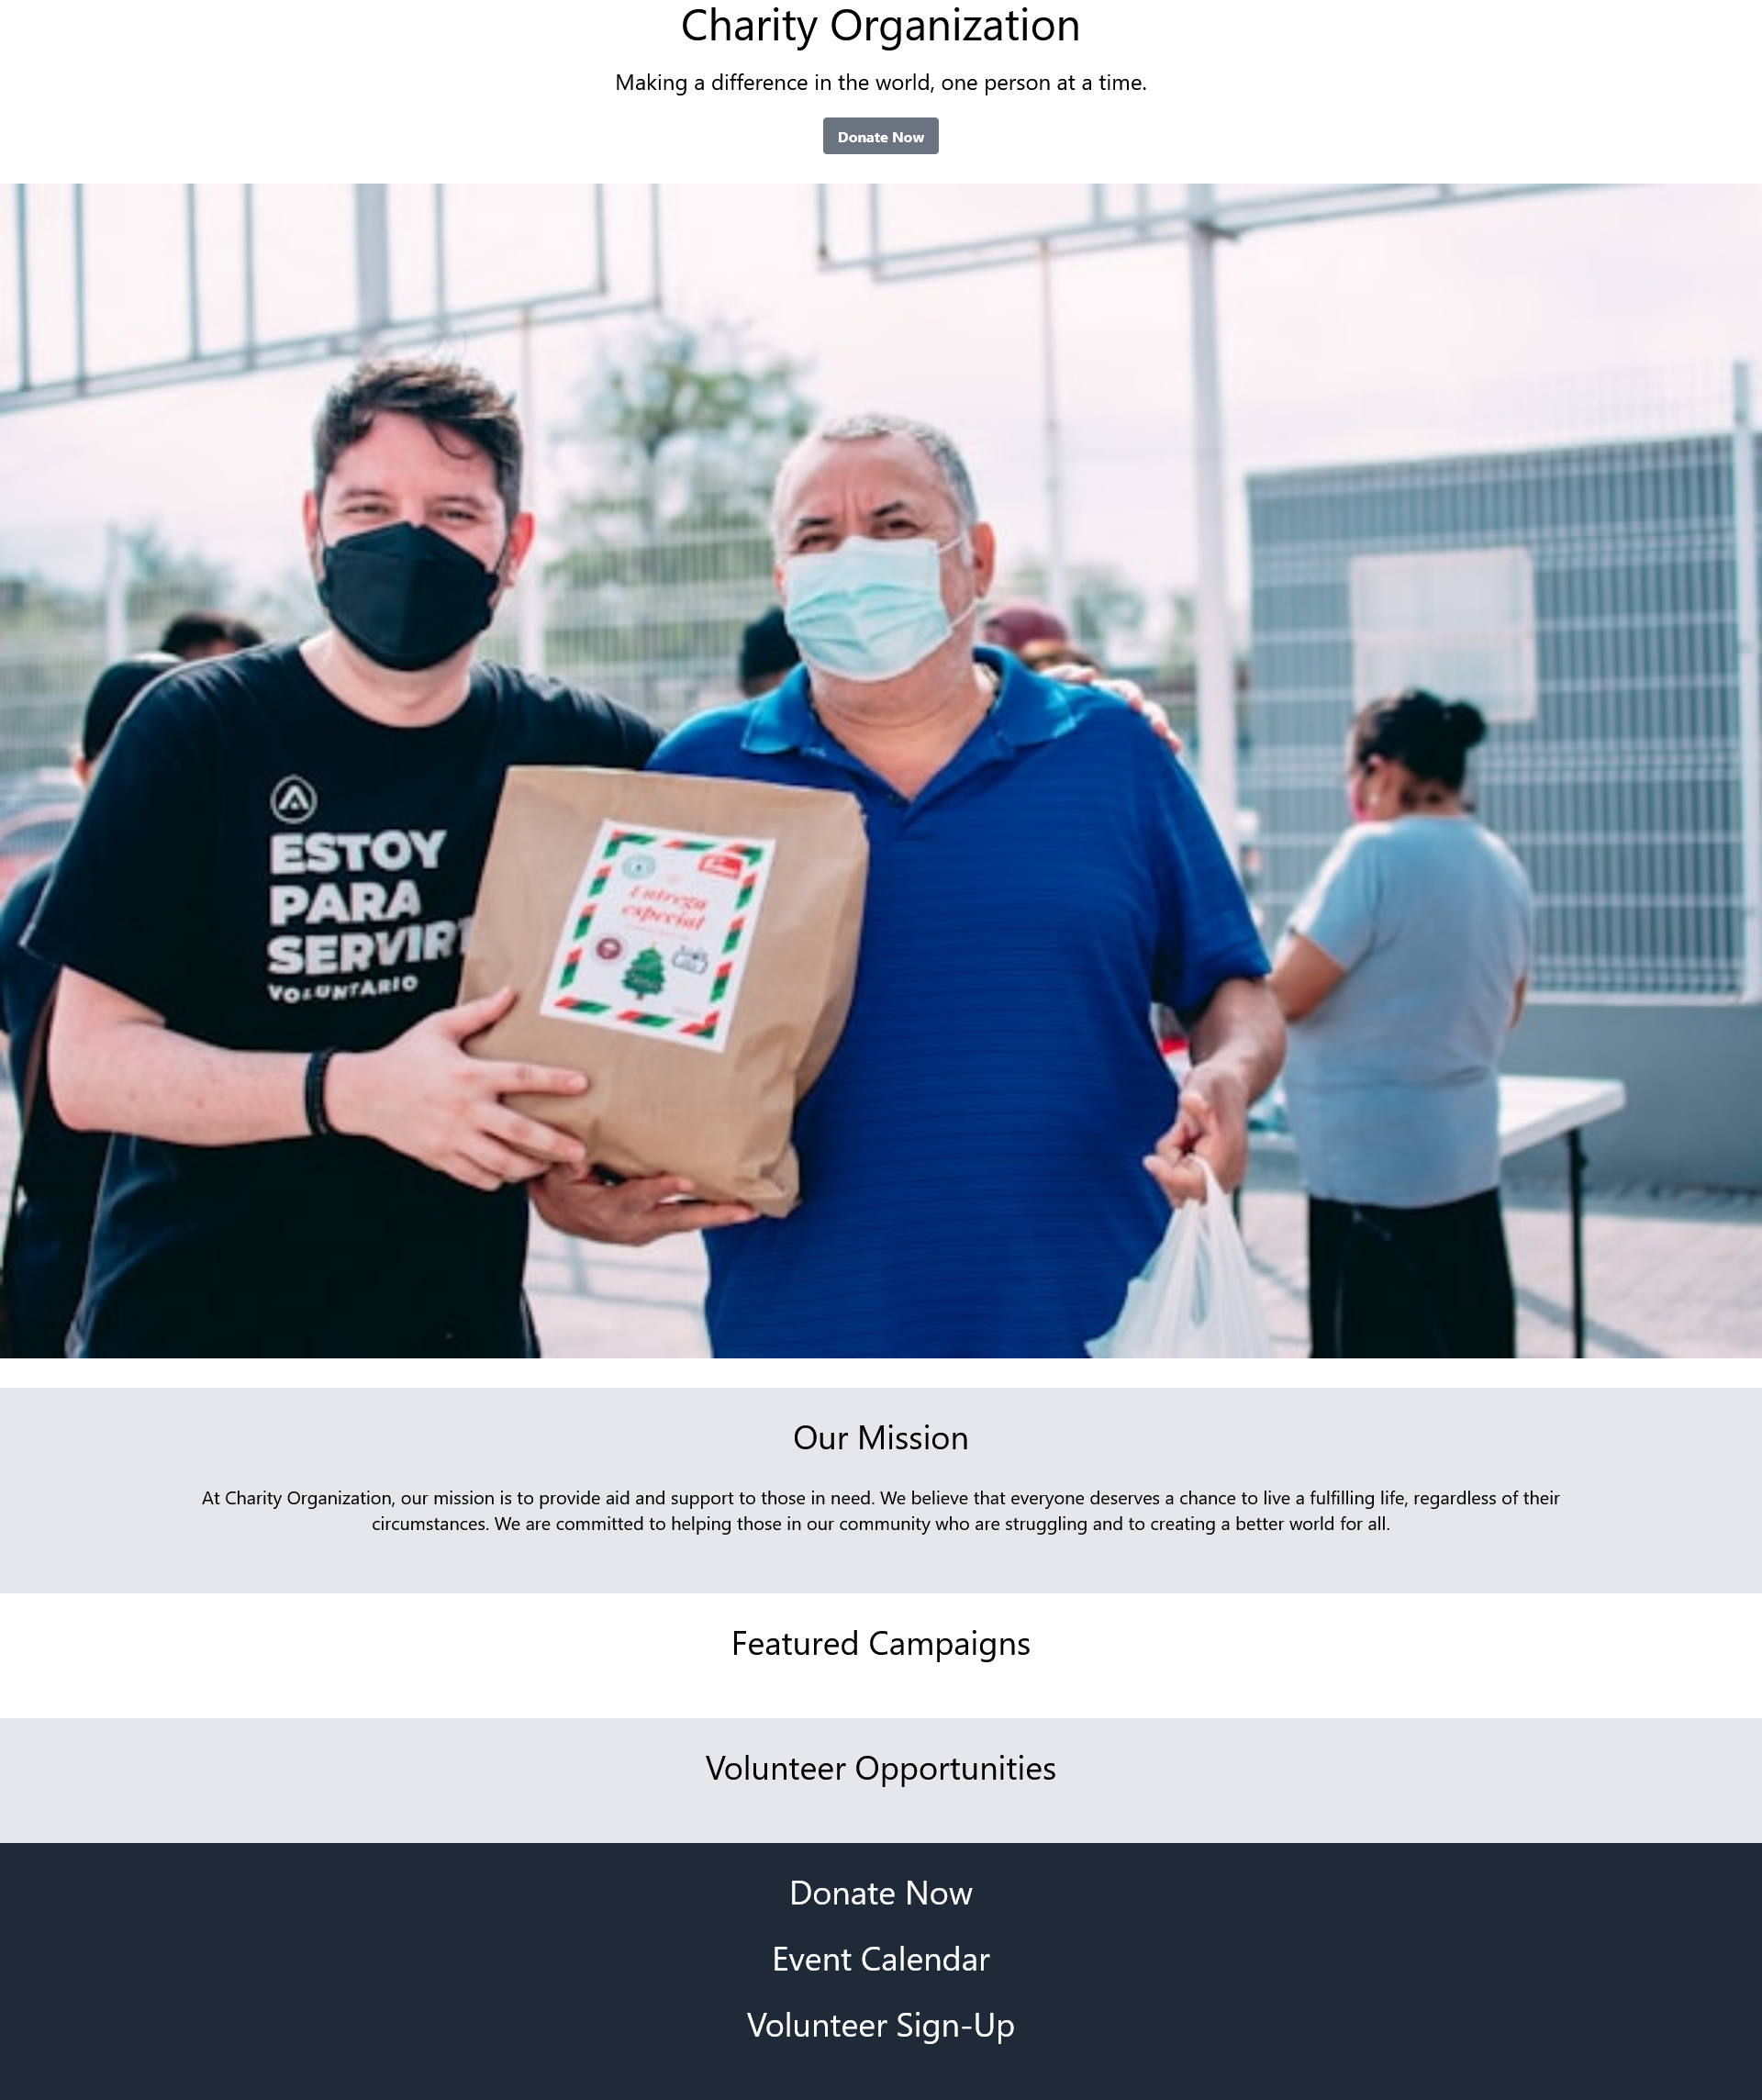 Charity Organization
Making a difference in the world, one person at a time.
Donate Now
ESTOY
PARA
SERVIR
VOLUNTARIO
Entrega
especial
Our Mission
At Charity Organization, our mission is to provide aid and support to those in need. We believe that everyone deserves a chance to live a fulfilling life, regardless of their
circumstances. We are committed to helping those in our community who are struggling and to creating a better world for all.
Featured Campaigns
Volunteer Opportunities
Donate Now
Event Calendar
Volunteer Sign-Up